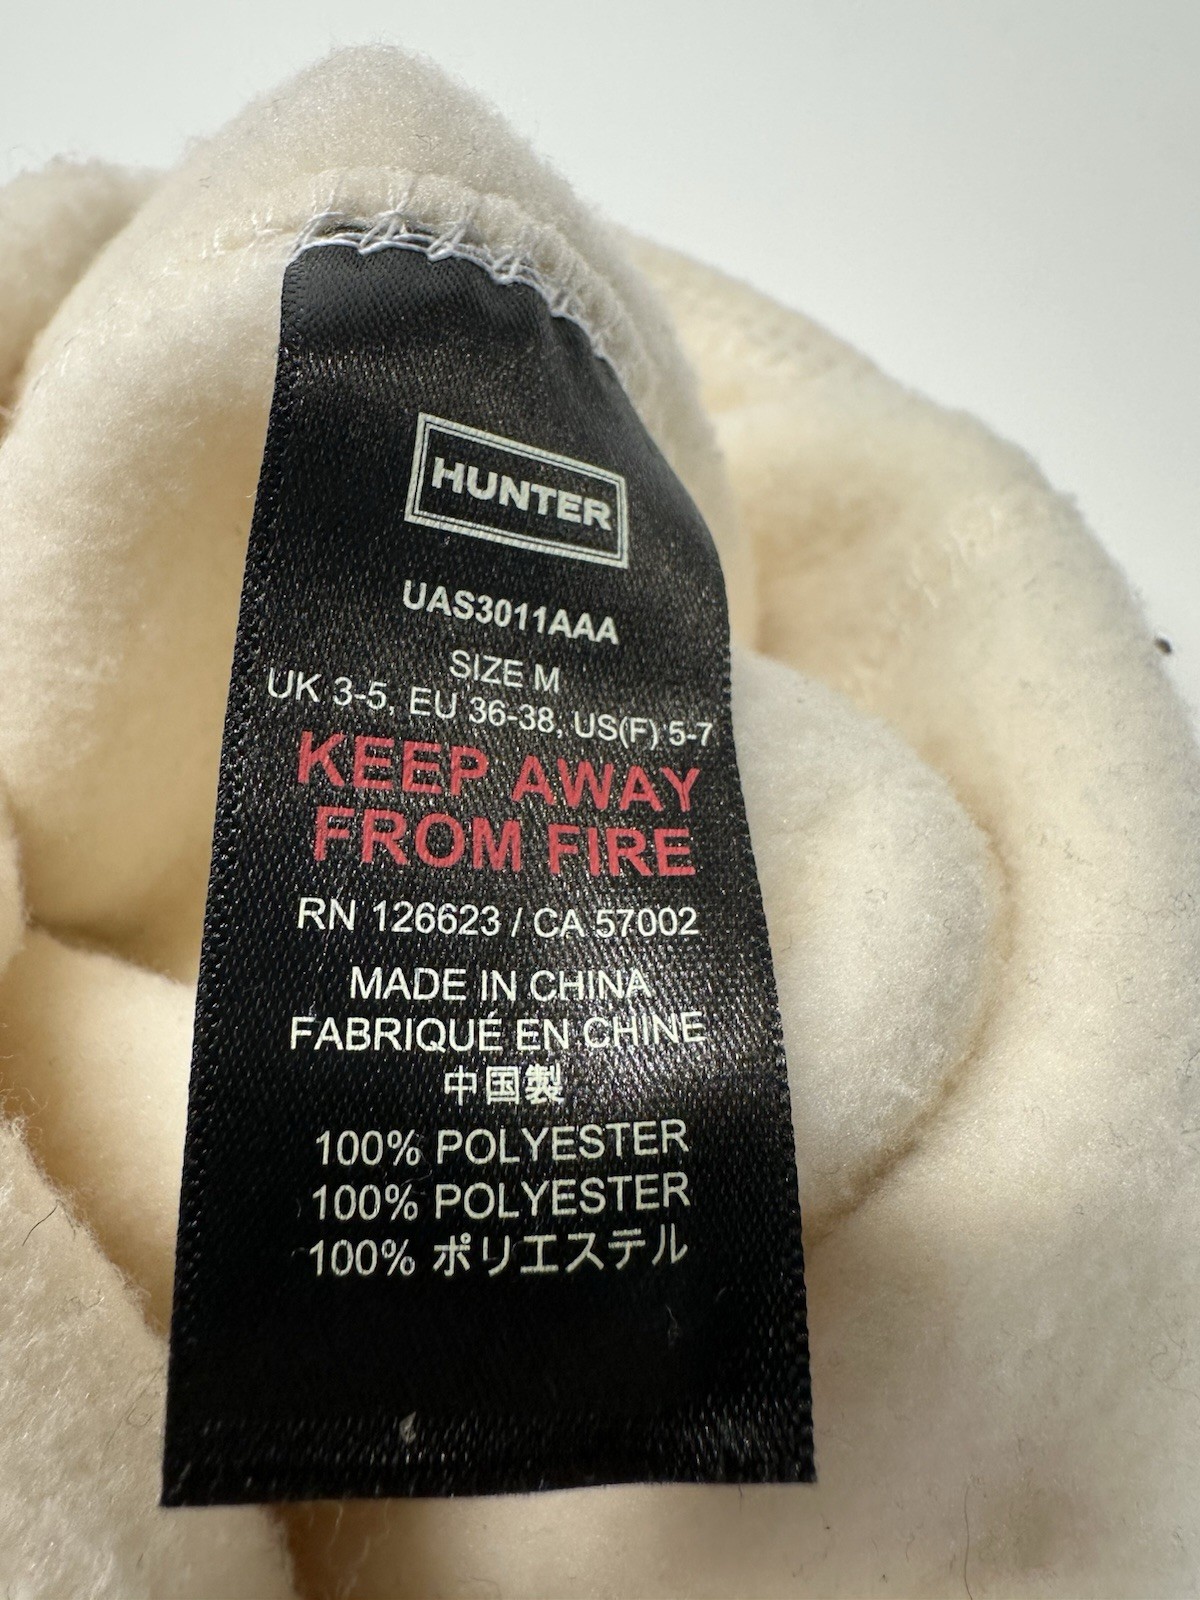 HUNTER
UAS3011AAA
SIZE M
UK 3-5, EU 36-38, US(F) 5-7
KEEP AWAY
FROM FIRE
RN 126623 / CA 57002
MADE IN CHINA
FABRIQUÉ EN CHINE
中国製
100% POLYESTER
100% POLYESTER
100% ポリエステル